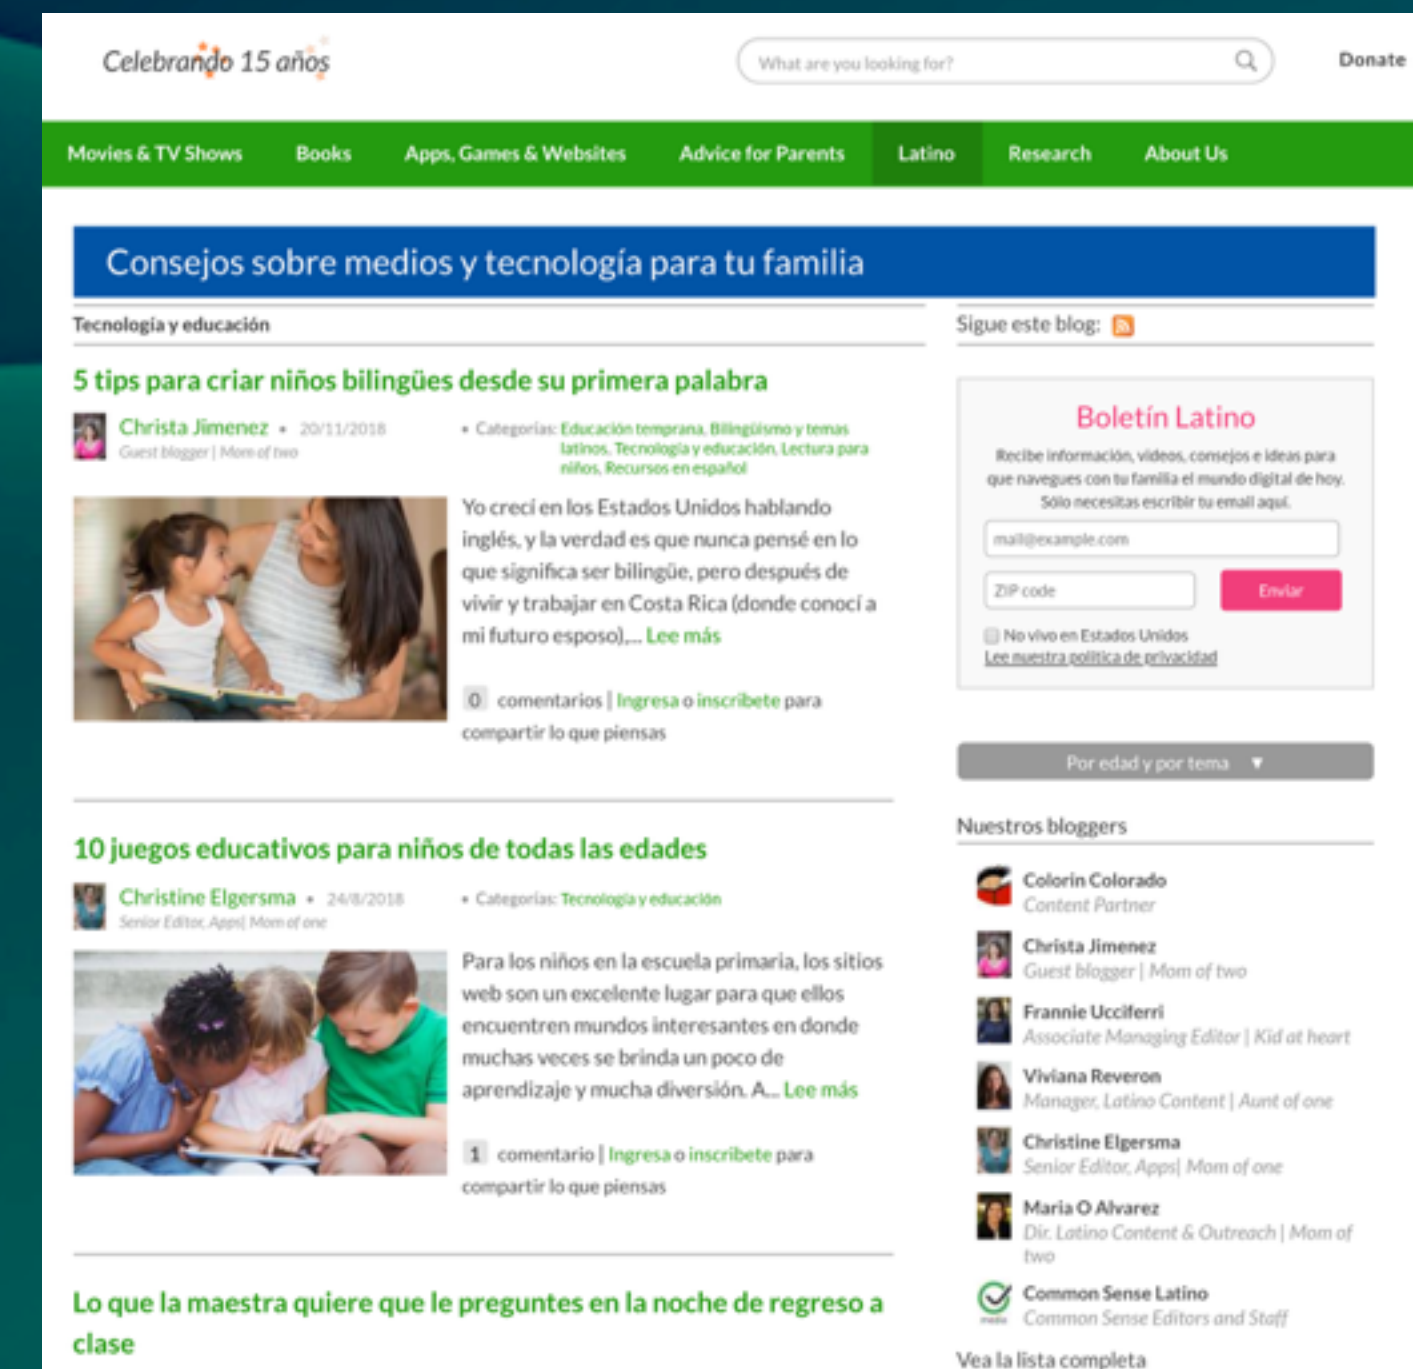 Celebrando 15 años
What are you looking for?
Donate
Movies & TV Shows
Books
Apps, Games & Websites
Advice for Parents
Latino
Research
About Us
Consejos sobre medios y tecnología para tu familia
Tecnología y educación
5 tips para criar niños bilingües desde su primera palabra
Christa Jimenez • 20/11/2018
Guest blogger | Mom of two
• Categorías: Educación temprana, Bilingüismo y temas
latinos, Tecnología y educación, Lectura para
niños, Recursos en español
Yo crecí en los Estados Unidos hablando
inglés, y la verdad es que nunca pensé en lo
que significa ser bilingüe, pero después de
vivir y trabajar en Costa Rica (donde conocí a
mi futuro esposo),... Lee más
0 comentarios | Ingresa o inscríbete para
compartir lo que piensas
10 juegos educativos para niños de todas las edades
Christine Elgersma • 24/8/2018
Senior Editor, Apps| Mom of one
• Categorías: Tecnología y educación
Para los niños en la escuela primaria, los sitios
web son un excelente lugar para que ellos
encuentren mundos interesantes en donde
muchas veces se brinda un poco de
aprendizaje y mucha diversión. A... Lee más
1 comentario | Ingresa o inscríbete para
compartir lo que piensas
Lo que la maestra quiere que le preguntes en la noche de regreso a
clase
Sigue este blog:
Boletín Latino
Recibe información, videos, consejos e ideas para
que navegues con tu familia el mundo digital de hoy.
Sólo necesitas escribir tu email aquí.
mail@example.com
ZIP code
Enviar
No vivo en Estados Unidos
Lee nuestra política de privacidad
Por edad y por tema ▼
Nuestros bloggers
Colorin Colorado
Content Partner
Christa Jimenez
Guest blogger | Mom of two
Frannie Ucciferri
Associate Managing Editor | Kid at heart
Viviana Reveron
Manager, Latino Content | Aunt of one
Christine Elgersma
Senior Editor, Apps| Mom of one
Maria O Alvarez
Dir. Latino Content & Outreach | Mom of
two
Common Sense Latino
Common Sense Editors and Staff
Vea la lista completa